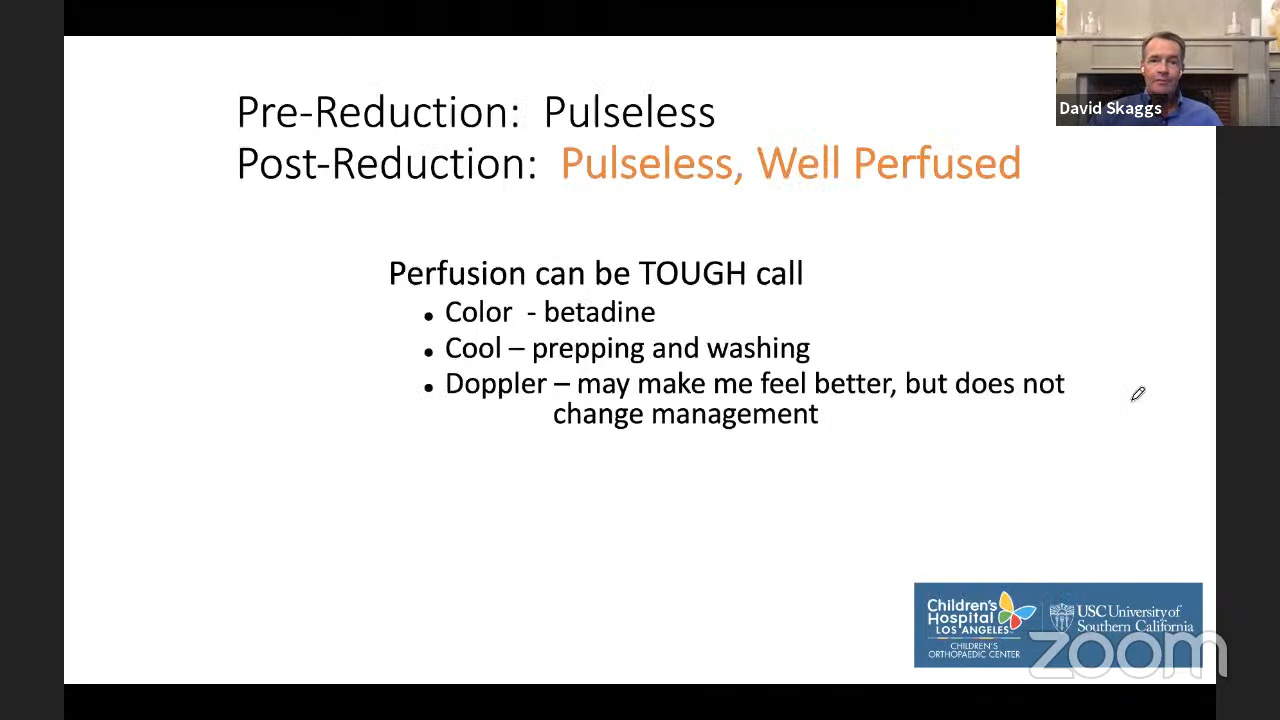 David Skaggs
Pre-Reduction: Pulseless
Post-Reduction: Pulseless, Well Perfused
Perfusion can be TOUGH call
• Color - betadine
• Cool – prepping and washing
• Doppler – may make me feel better, but does not
change management
Children's
Hospital
LOS ANGELES
CHILDREN'S
ORTHOPAEDIC CENTER
USC University of
Southern California
zoom